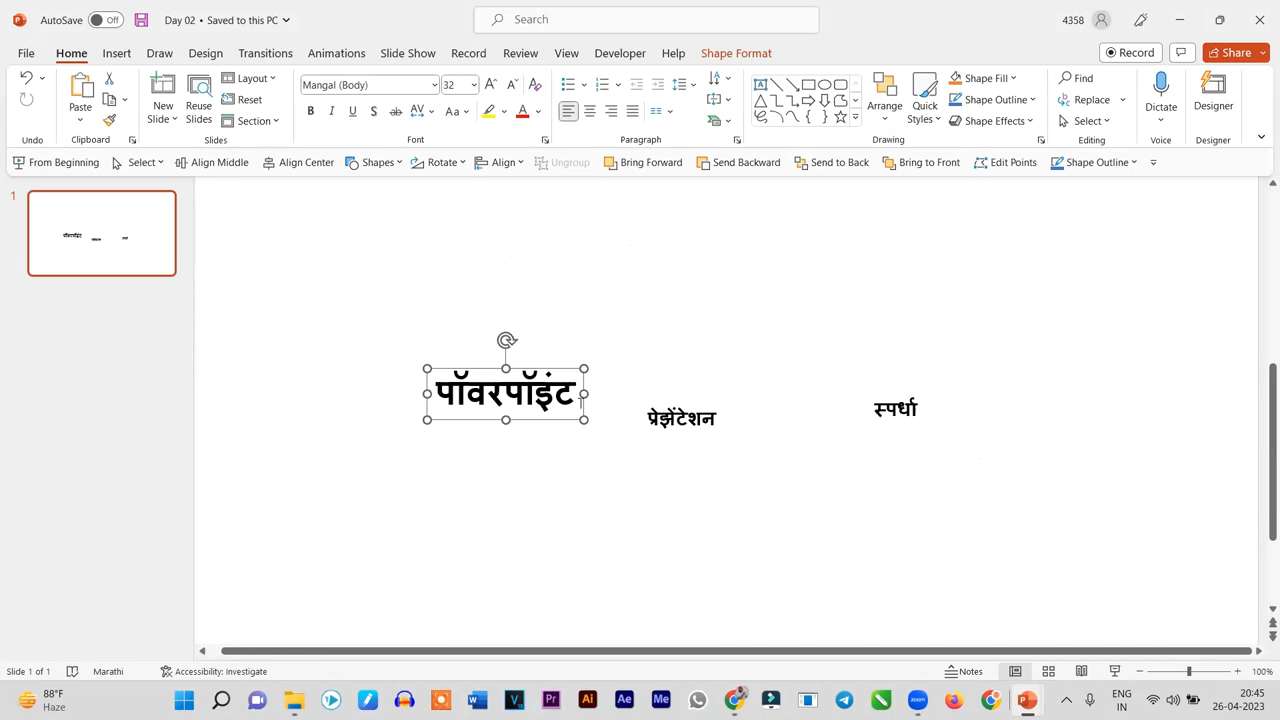 AutoSave Off Day 02 • Saved to this PC Search 4358
File Home Insert Draw Design Transitions Animations Slide Show Record Review View Developer Help Shape Format Record Share
Undo
Paste
Clipboard
New Slide
Reuse Slides
Layout
Reset
Section
Slides
Mangal (Body) 32
Font
Paragraph
Arrange
Quick Styles
Shape Fill
Shape Outline
Shape Effects
Drawing
Find
Replace
Select
Editing
Dictate
Voice
Designer
Designer
From Beginning Select Align Middle Align Center Shapes Rotate Align Ungroup Bring Forward Send Backward Send to Back Bring to Front Edit Points Shape Outline
1
पॉवरपॉइंट
प्रेझेंटेशन
स्पर्धा
Slide 1 of 1 Marathi Accessibility: Investigate Notes 100%
88°F
Haze
ENG
IN
20:45
26-04-2023